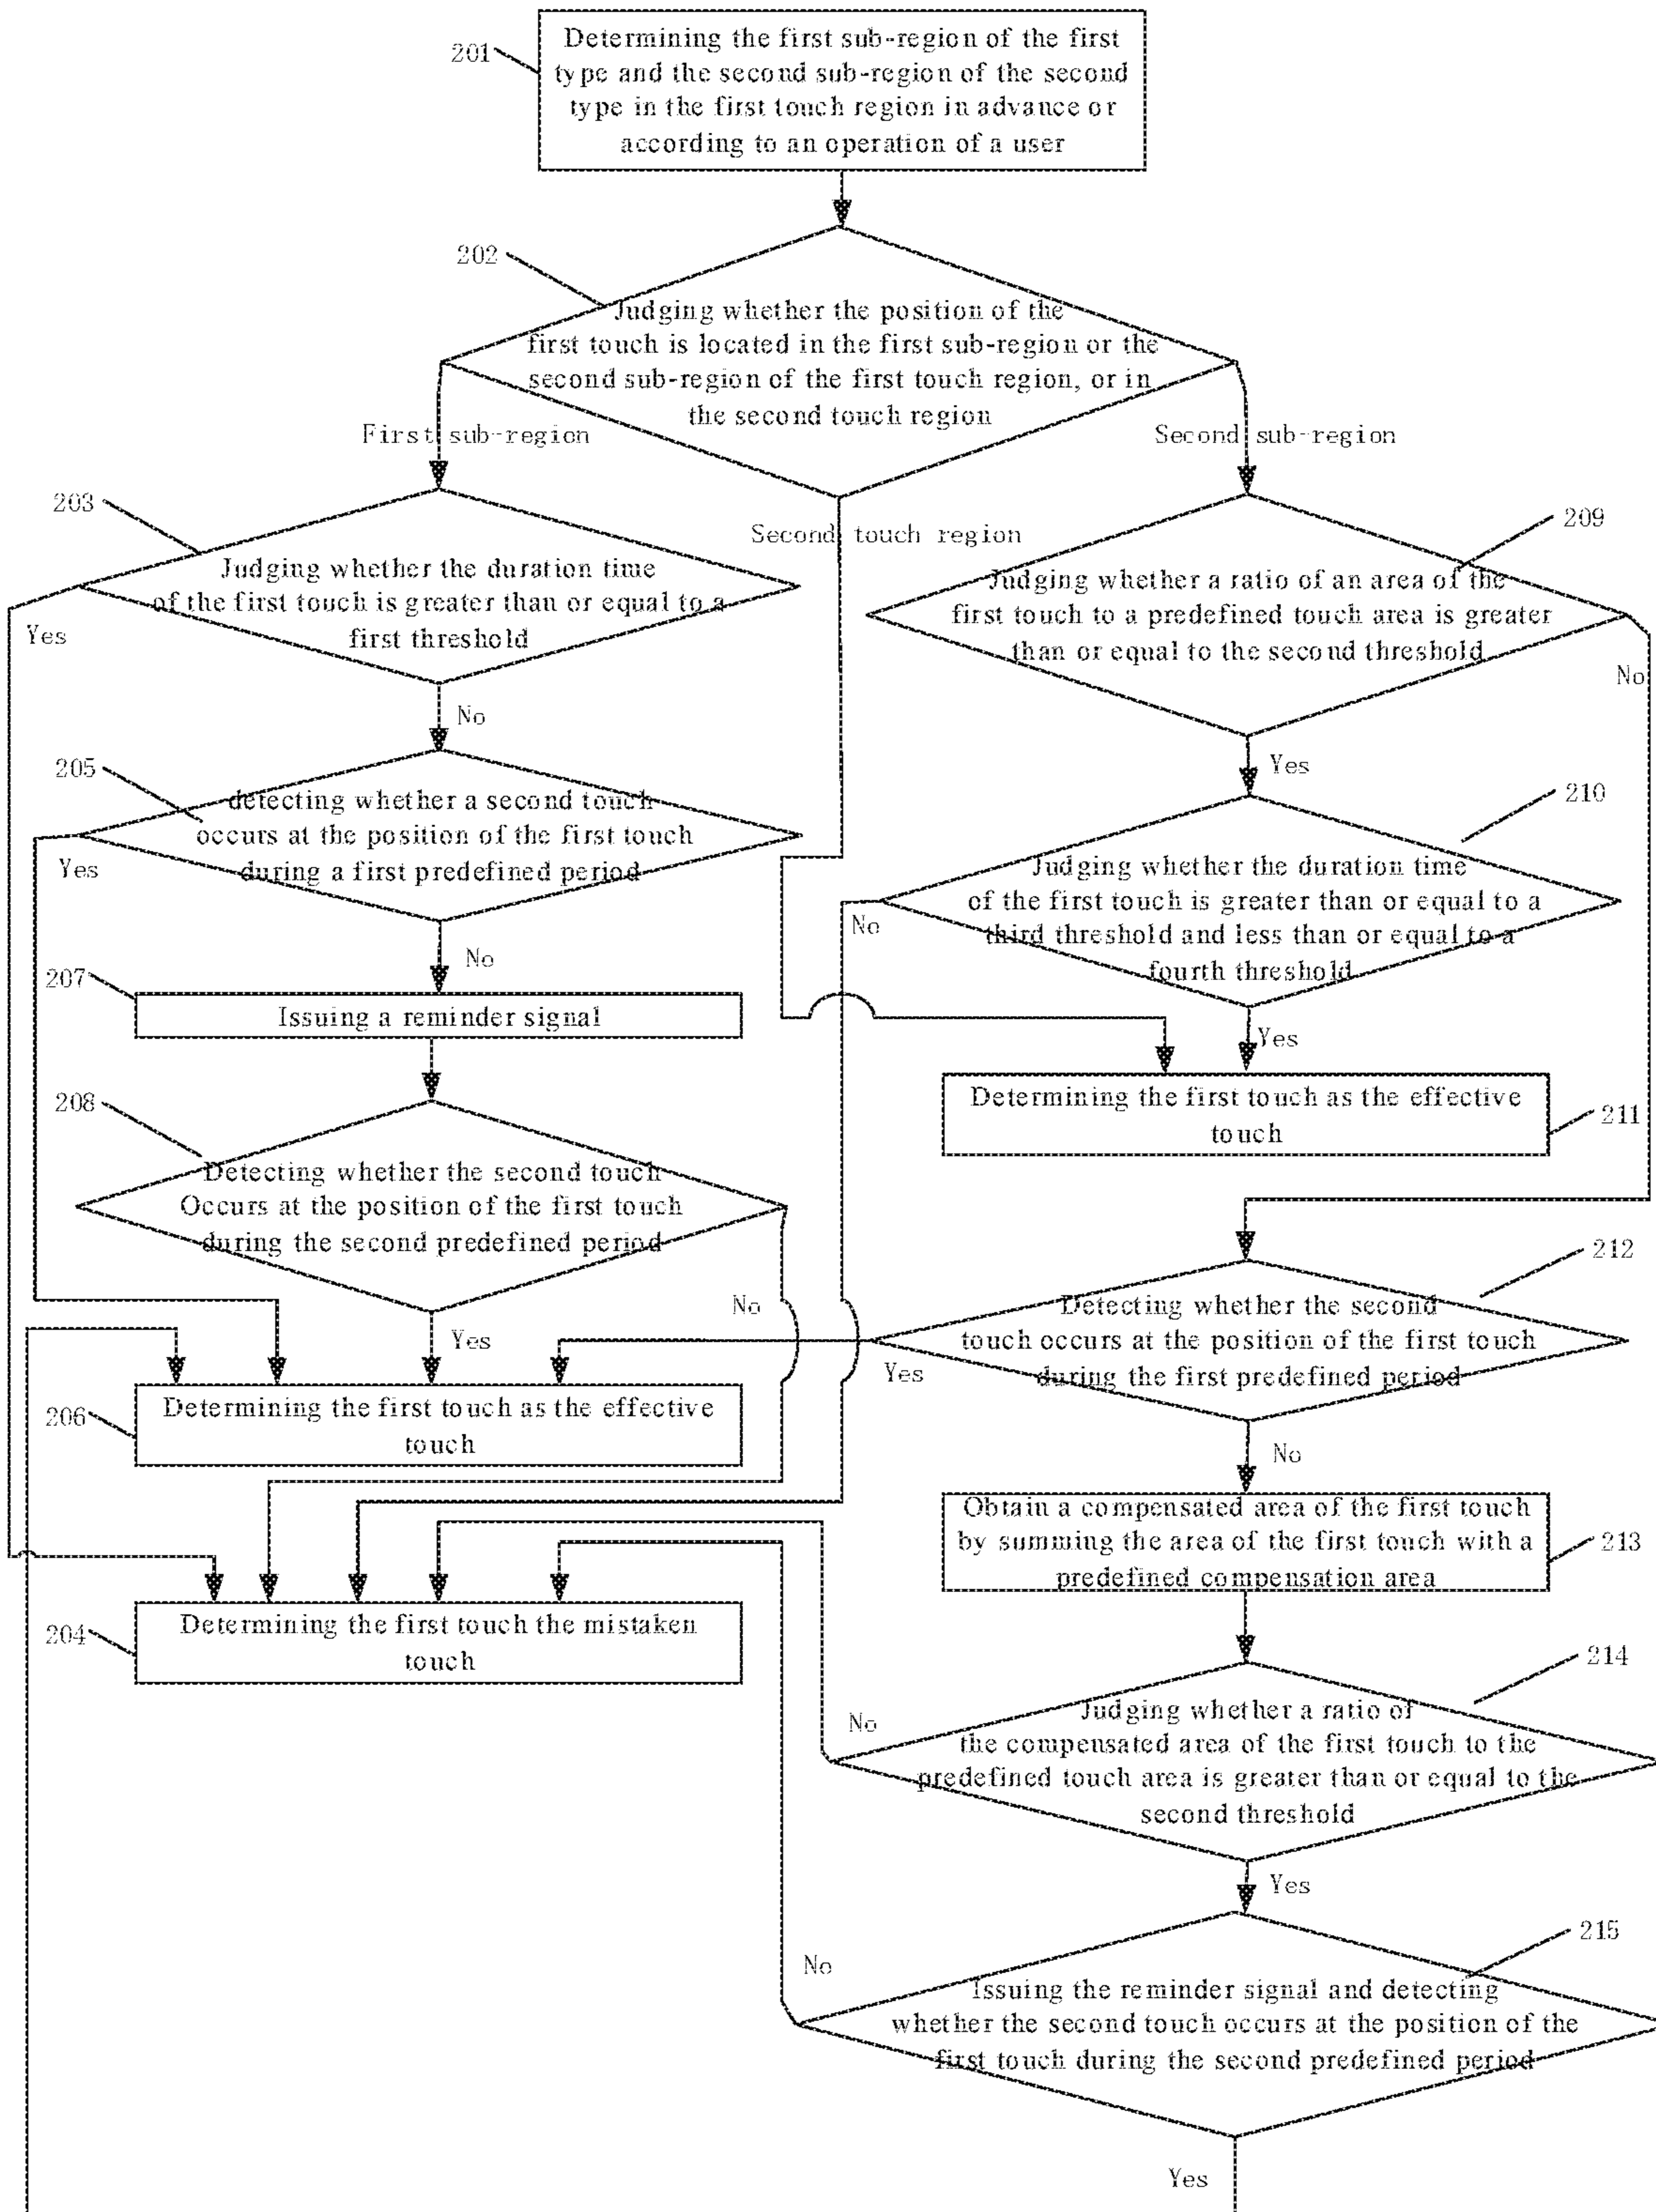 201
Determining the first sub-region of the first
type and the second sub-region of the second
type in the first touch region in advance or
according to an operation of a user
202
Judging whether the position of the
first touch is located in the first sub-region or the
second sub-region of the first touch region, or in
the second touch region
First sub-region
Second sub-region
Second touch region
203
Judging whether the duration time
of the first touch is greater than or equal to a
first threshold
Yes
No
209
Judging whether a ratio of an area of the
first touch to a predefined touch area is greater
than or equal to the second threshold
No
Yes
205
detecting whether a second touch
occurs at the position of the first touch
during a first predefined period
Yes
No
210
Judging whether the duration time
of the first touch is greater than or equal to a
third threshold and less than or equal to a
fourth threshold
No
Yes
207
Issuing a reminder signal
Determining the first touch as the effective
touch
211
208
Detecting whether the second touch
Occurs at the position of the first touch
during the second predefined period
No
Yes
212
Detecting whether the second
touch occurs at the position of the first touch
during the first predefined period
Yes
No
206
Determining the first touch as the effective
touch
Obtain a compensated area of the first touch
by summing the area of the first touch with a
predefined compensation area
213
204
Determining the first touch the mistaken
touch
214
Judging whether a ratio of
the compensated area of the first touch to the
predefined touch area is greater than or equal to the
second threshold
No
Yes
215
Issuing the reminder signal and detecting
whether the second touch occurs at the position of the
first touch during the second predefined period
No
Yes